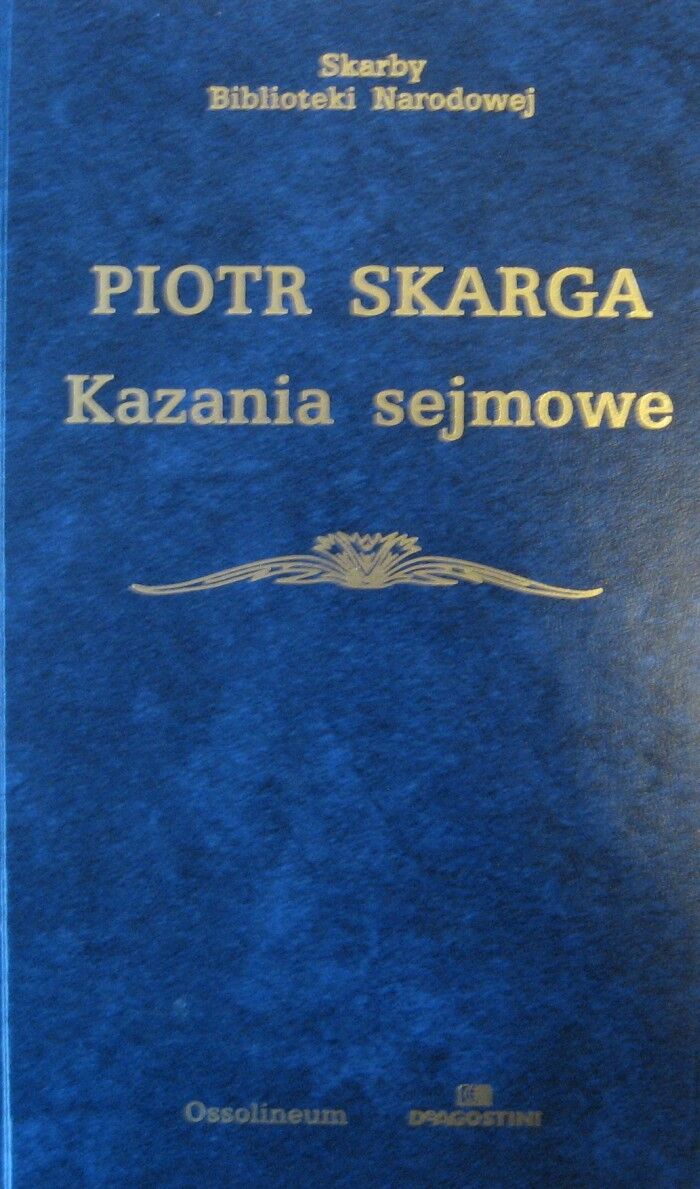 Skarby
Biblioteki Narodowej
PIOTR SKARGA
Kazania sejmowe
Ossolineum
DeAGOSTINI